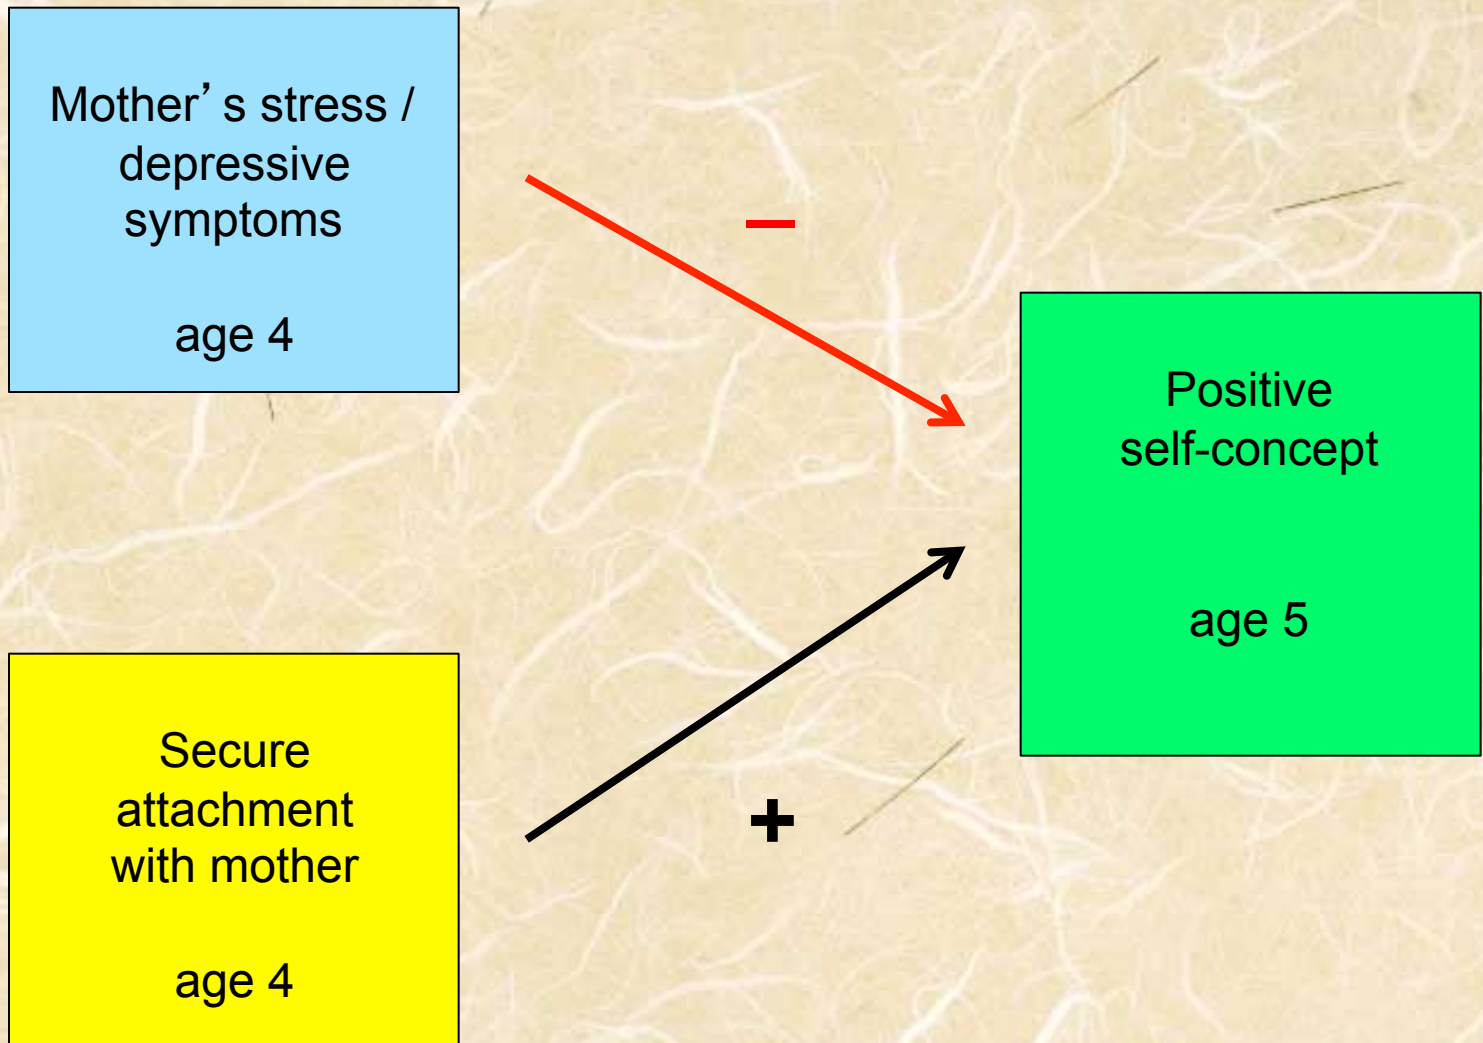 Mother’s stress /
depressive
symptoms
age 4
–
Positive
self-concept
age 5
Secure
attachment
with mother
age 4
+